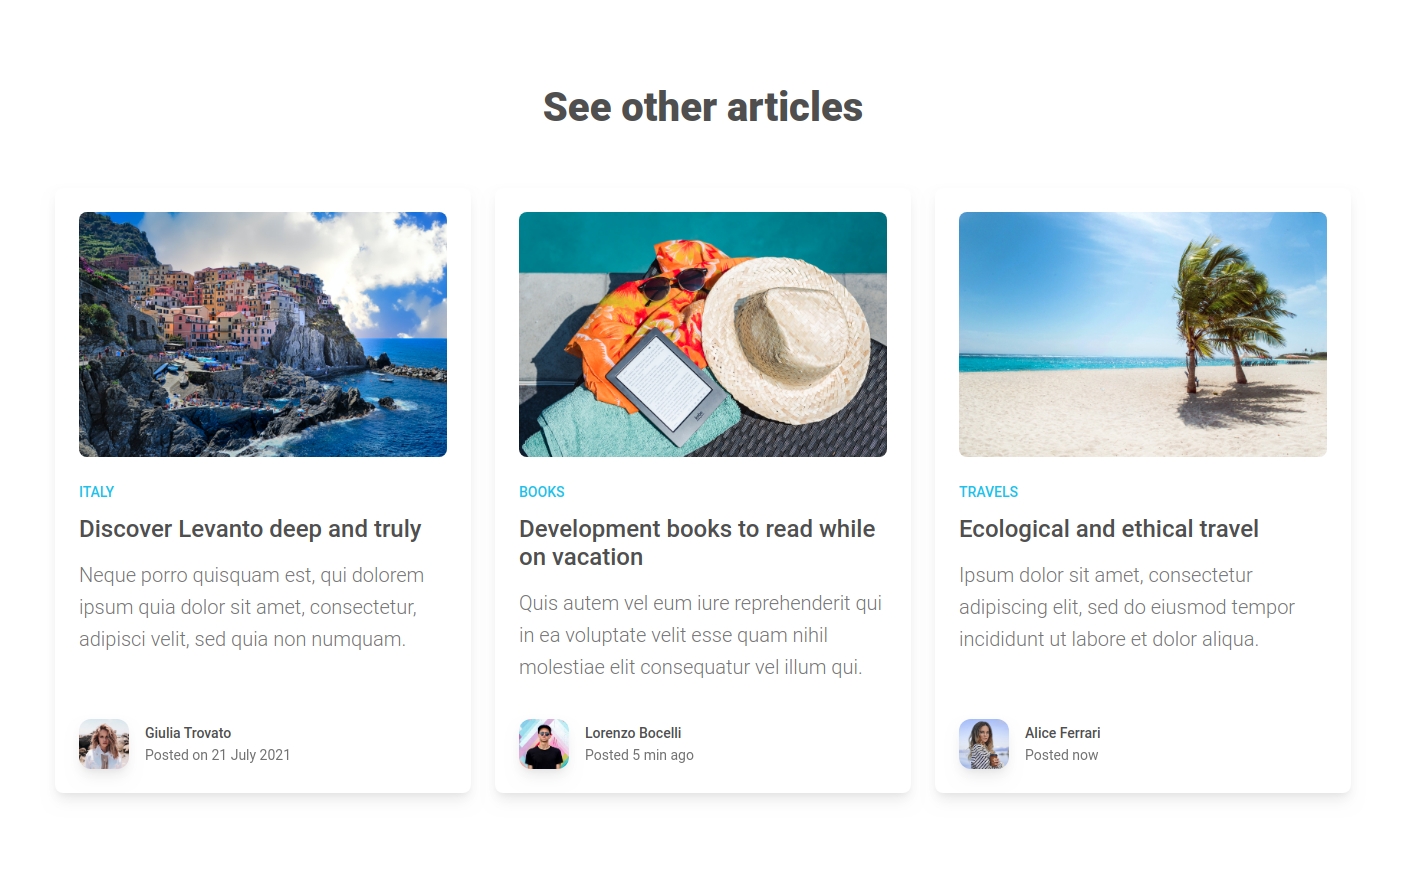 See other articles
ITALY
Discover Levanto deep and truly
Neque porro quisquam est, qui dolorem
ipsum quia dolor sit amet, consectetur,
adipisci velit, sed quia non numquam.
Giulia Trovato
Posted on 21 July 2021
BOOKS
Development books to read while
on vacation
Quis autem vel eum iure reprehenderit qui
in ea voluptate velit esse quam nihil
molestiae elit consequatur vel illum qui.
Lorenzo Bocelli
Posted 5 min ago
TRAVELS
Ecological and ethical travel
Ipsum dolor sit amet, consectetur
adipiscing elit, sed do eiusmod tempor
incididunt ut labore et dolor aliqua.
Alice Ferrari
Posted now